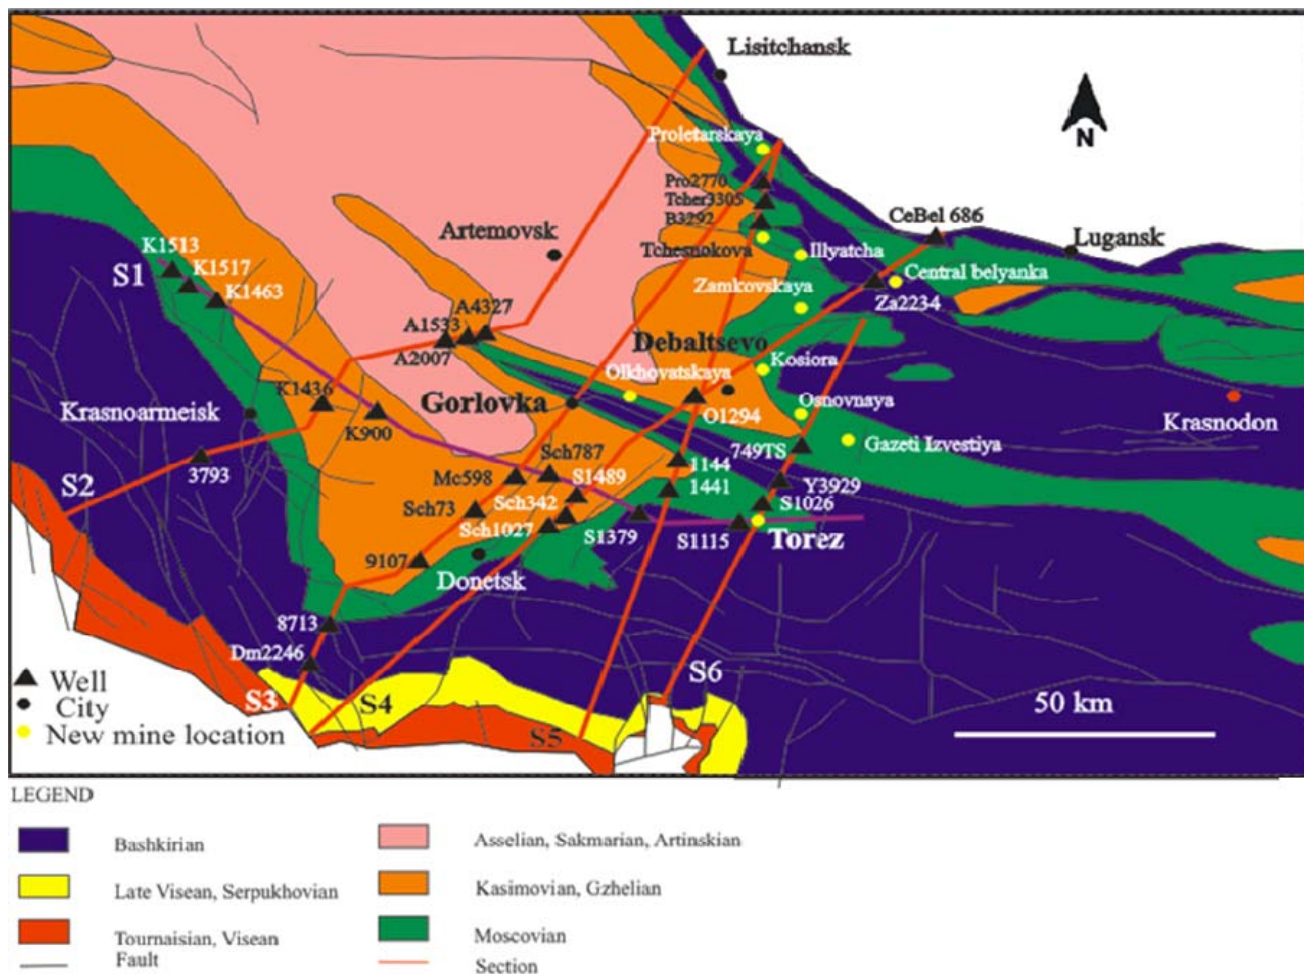 Lisitchansk
Proletarskaya
N
Pro2770
Tcher3305
B3292
CeBel 686
Artemovsk
Tchesnokova
Illyatcha
Lugansk
K1513
K1517
S1
K1463
Zamkovskaya
Central belyanka
Za2234
A4327
A1533
A2007
Debaltsevo
Kosiora
Olkhovatskaya
K1436
Krasnoarmeisk
Gorlovka
O1294
Osnovnaya
Krasnodon
K900
Sch787
749TS
Gazeti Izvestiya
3793
Mc598
S1489
1144
S2
Sch73
Sch342
1441
Y3929
S1026
Sch1027
S1379
S1115
Torez
9107
Donetsk
8713
Dm2246
S6
Well
S3
S4
50 km
City
New mine location
S5
LEGEND
Bashkirian
Asselian, Sakmarian, Artinskian
Late Visean, Serpukhovian
Kasimovian, Gzhelian
Tournaisian, Visean
Moscovian
Fault
Section